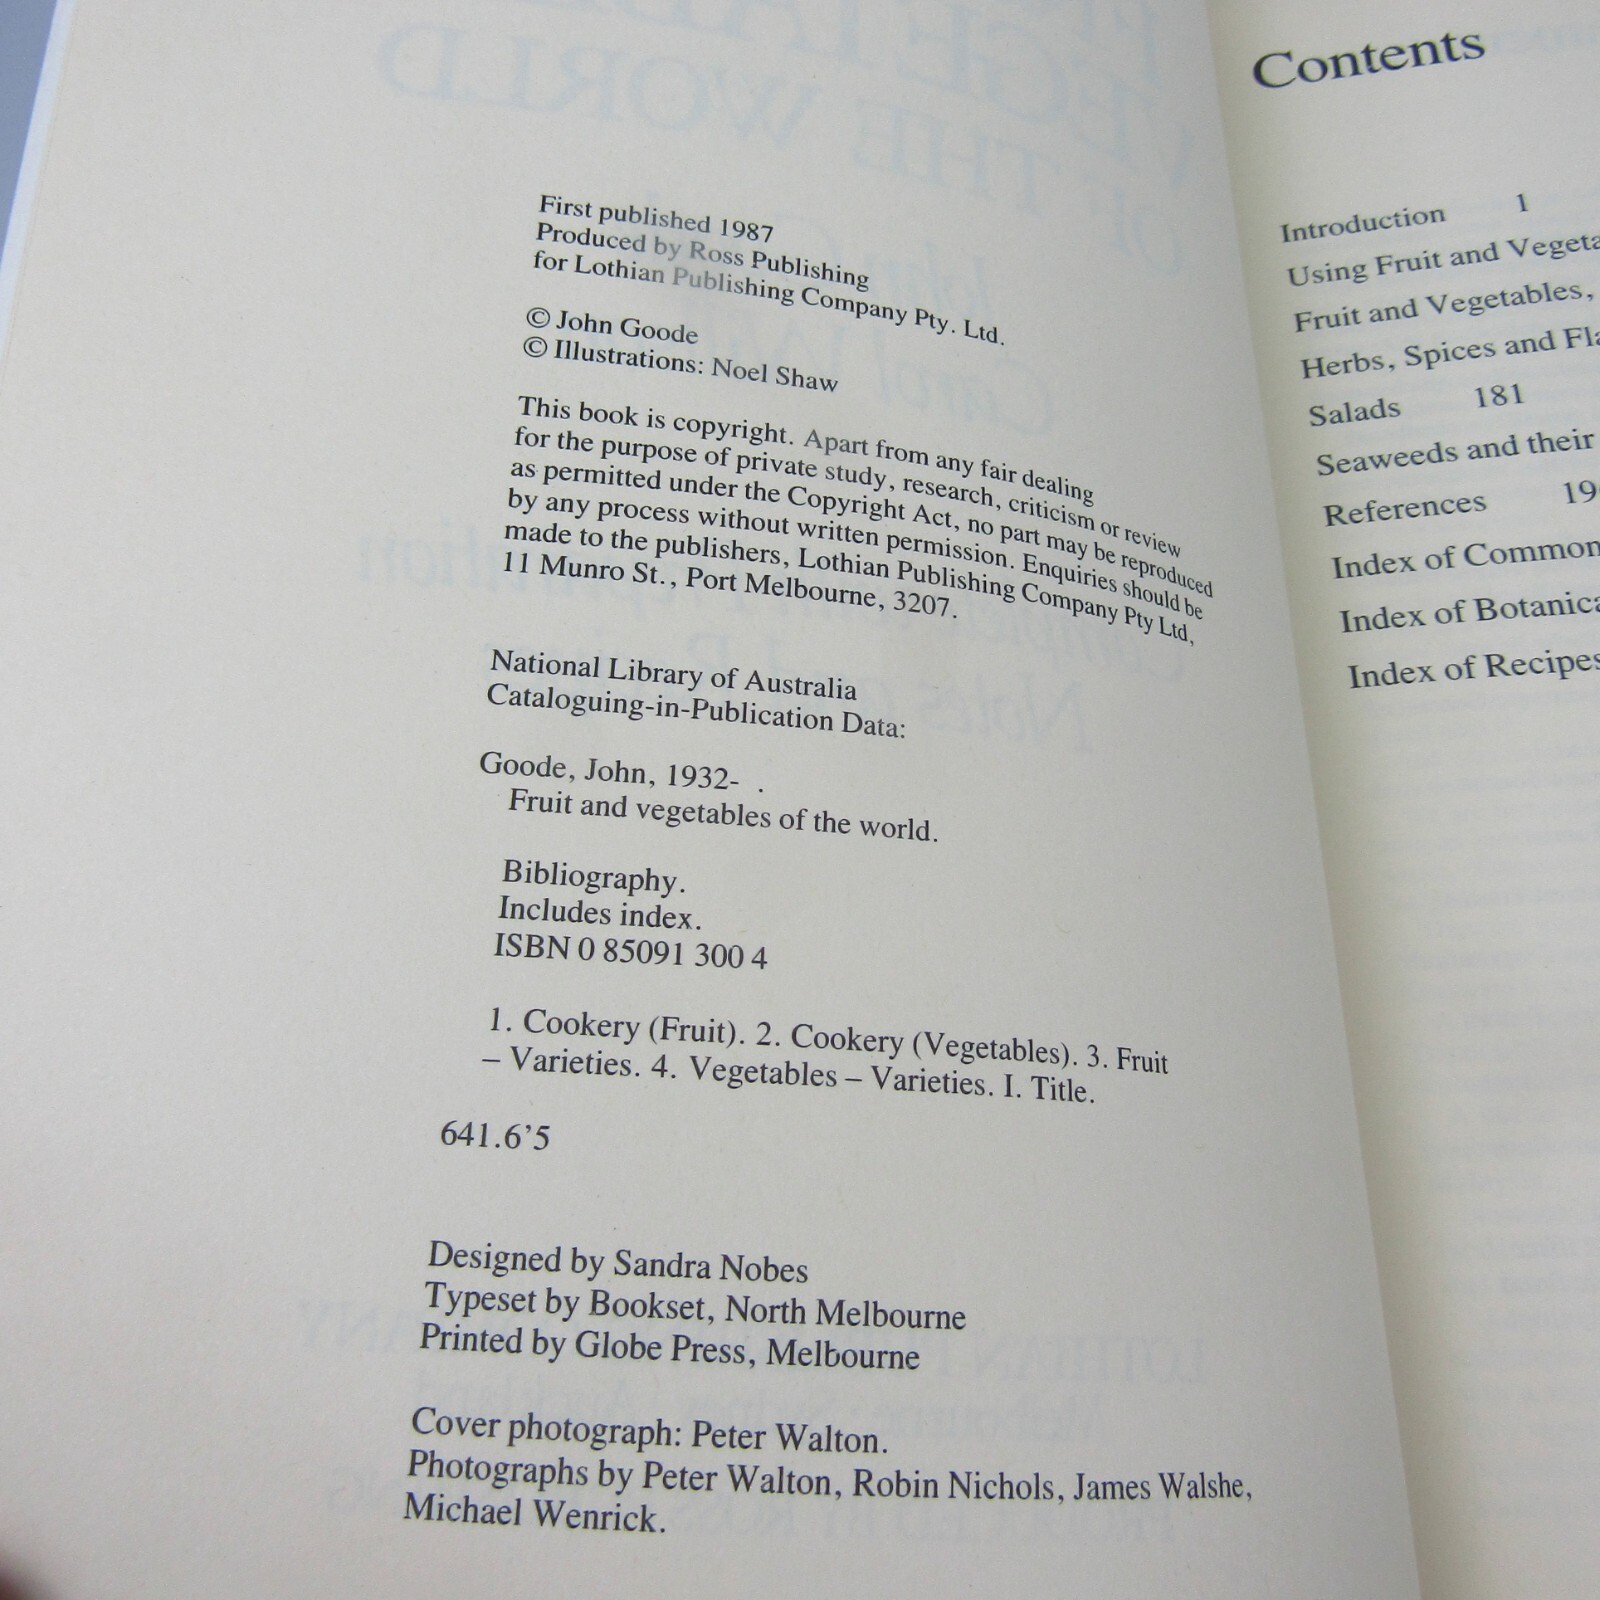 First published 1987
Produced by Ross Publishing
for Lothian Publishing Company Pty. Ltd.
© John Goode
© Illustrations: Noel Shaw
This book is copyright. Apart from any fair dealing
for the purpose of private study, research, criticism or review
as permitted under the Copyright Act, no part may be reproduced
by any process without written permission. Enquiries should be
made to the publishers, Lothian Publishing Company Pty Ltd,
11 Munro St., Port Melbourne, 3207.
National Library of Australia
Cataloguing-in-Publication Data:
Goode, John, 1932- .
Fruit and vegetables of the world.
Bibliography.
Includes index.
ISBN 0 85091 300 4
1. Cookery (Fruit). 2. Cookery (Vegetables). 3. Fruit
– Varieties. 4. Vegetables – Varieties. I. Title.
641.6’5
Designed by Sandra Nobes
Typeset by Bookset, North Melbourne
Printed by Globe Press, Melbourne
Cover photograph: Peter Walton.
Photographs by Peter Walton, Robin Nichols, James Walshe,
Michael Wenrick.
Contents
Introduction 1
Using Fruit and
Fruit and Vegetables,
Herbs, Spices and
Salads 181
Seaweeds and their
References
Index of Common
Index of
Index of Recipes